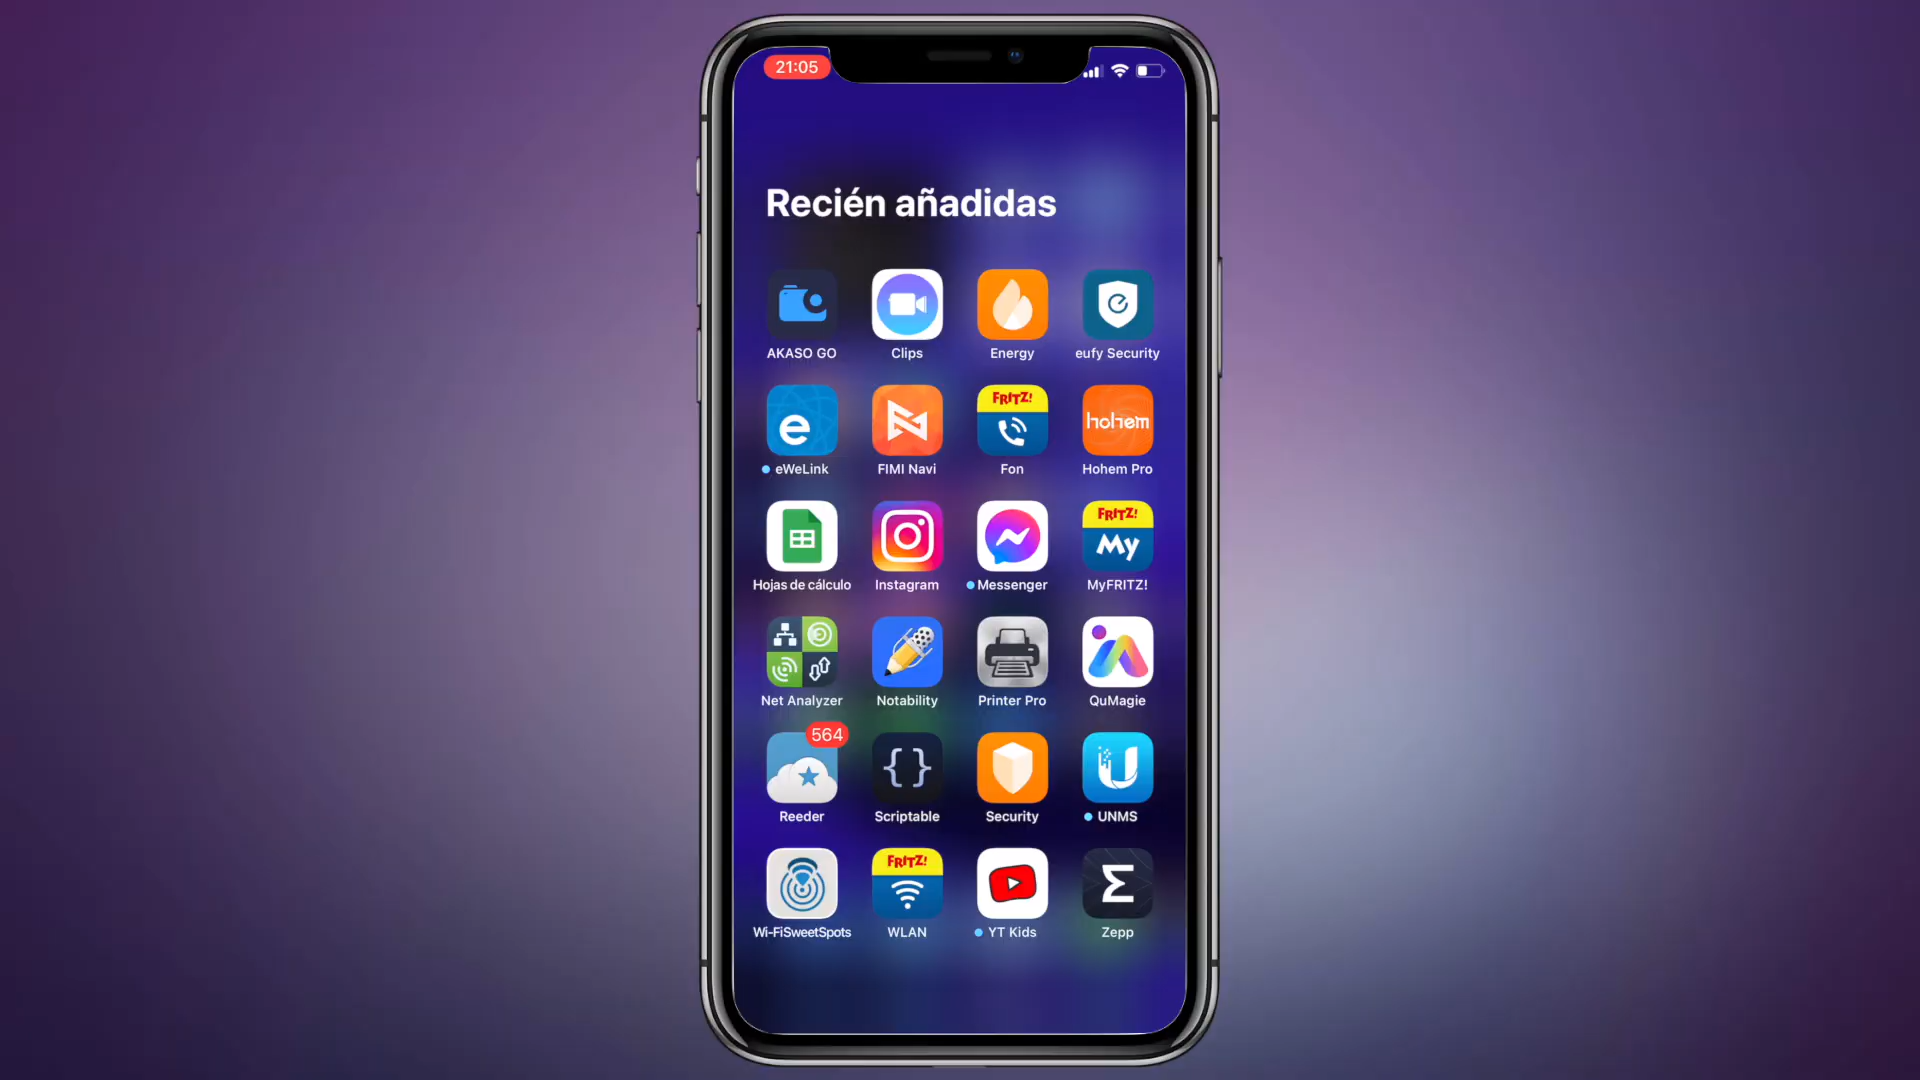 21:05
Recién añadidas
AKASO GO
Clips
Energy
eufy Security
e
FRITZ!
hohem
eWeLink
FIMI Navi
Fon
Hohem Pro
FRITZ!
My
Hojas de cálculo
Instagram
Messenger
MyFRITZ!
Net Analyzer
Notability
Printer Pro
QuMagie
564
{}
U
Reeder
Scriptable
Security
UNMS
FRITZ!
Σ
Wi-FiSweetSpots
WLAN
YT Kids
Zepp